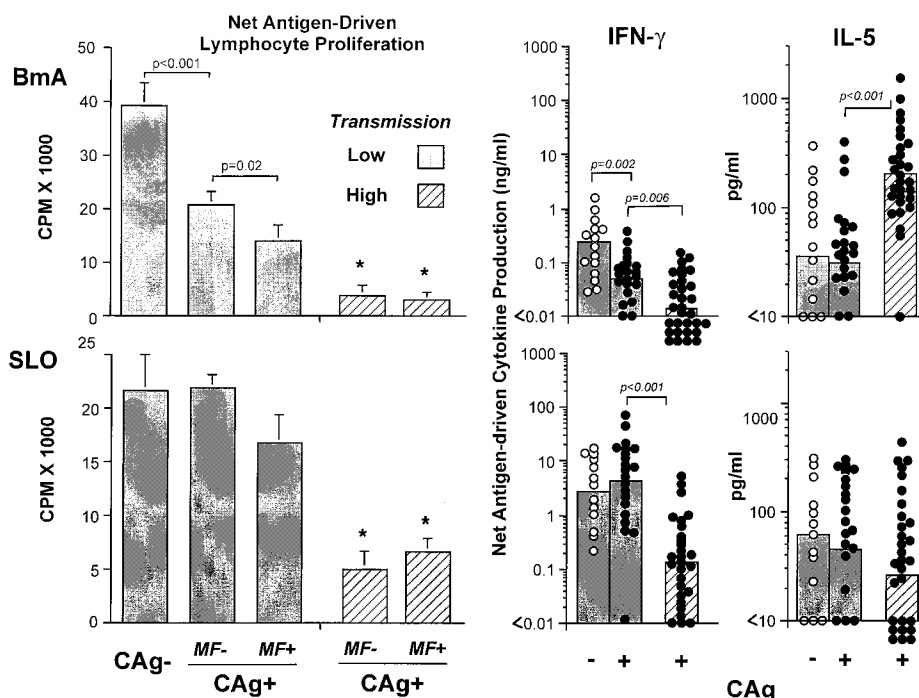 Net Antigen-Driven
Lymphocyte Proliferation
BmA
CPM X 1000
50
40
30
20
10
0
p<0.001
p=0.02
Transmission
Low
High
*
*
SLO
CPM X 1000
25
20
15
10
5
0
*
*
CAg-
MF- MF+
CAg+
MF- MF+
CAg+
Net Antigen-driven Cytokine Production (ng/ml)
IFN-γ
1000
100
10
1
0.1
<0.01
p=0.002
p=0.006
1000
100
10
1
0.1
<0.01
p<0.001
- + +
IL-5
pg/ml
1000
100
<10
p<0.001
pg/ml
1000
100
<10
- + +
CAg